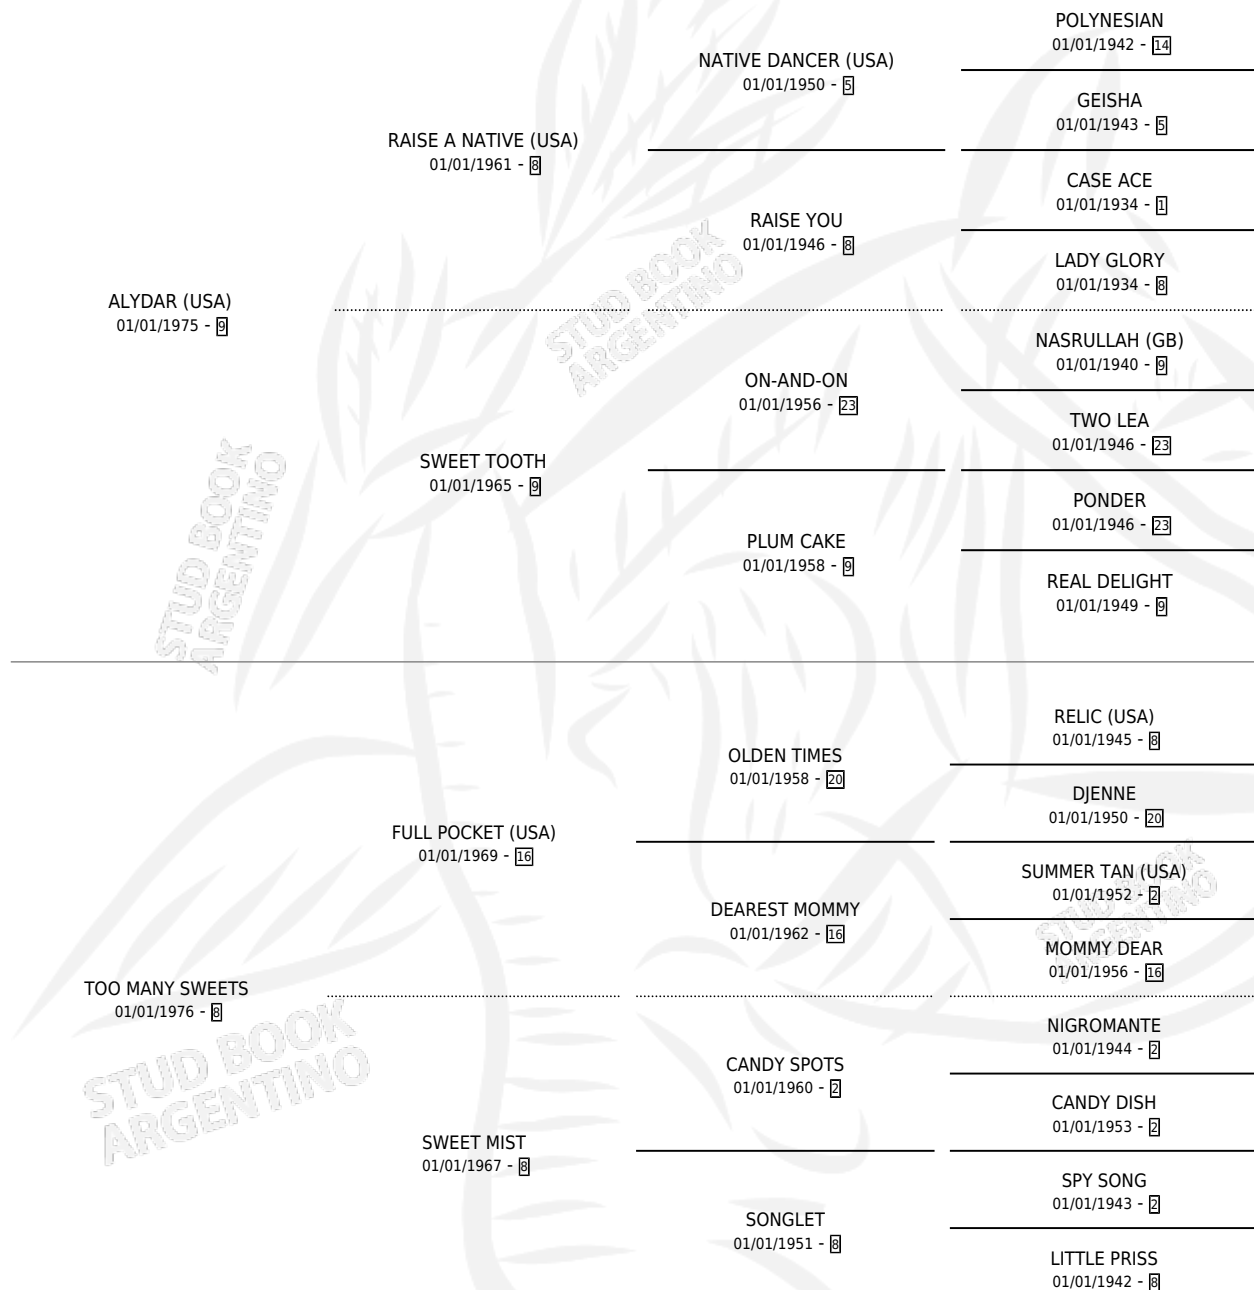 POLYNESIAN
01/01/1942 - 14
NATIVE DANCER (USA)
01/01/1950 - 5
GEISHA
01/01/1943 - 5
RAISE A NATIVE (USA)
01/01/1961 - 8
CASE ACE
01/01/1934 - 1
RAISE YOU
01/01/1946 - 8
LADY GLORY
01/01/1934 - 8
ALYDAR (USA)
01/01/1975 - 9
NASRULLAH (GB)
01/01/1940 - 9
ON-AND-ON
01/01/1956 - 23
TWO LEA
01/01/1946 - 23
SWEET TOOTH
01/01/1965 - 9
PONDER
01/01/1946 - 23
PLUM CAKE
01/01/1958 - 9
REAL DELIGHT
01/01/1949 - 9
RELIC (USA)
01/01/1945 - 8
OLDEN TIMES
01/01/1958 - 20
DJENNE
01/01/1950 - 20
FULL POCKET (USA)
01/01/1969 - 16
SUMMER TAN (USA)
01/01/1952 - 2
DEAREST MOMMY
01/01/1962 - 16
MOMMY DEAR
01/01/1956 - 16
TOO MANY SWEETS
01/01/1976 - 8
NIGROMANTE
01/01/1944 - 2
CANDY SPOTS
01/01/1960 - 2
CANDY DISH
01/01/1953 - 2
SWEET MIST
01/01/1967 - 8
SPY SONG
01/01/1943 - 2
SONGLET
01/01/1951 - 8
LITTLE PRISS
01/01/1942 - 8
STUD BOOK
ARGENTINO
STUD BOOK
ARGENTINO
STUD BOOK
ARGENTINO
STUD BOOK
ARGENTINO